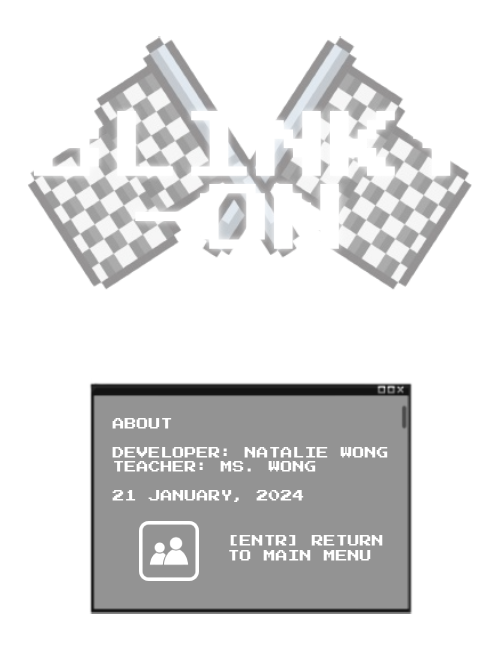 ABOUT
DEVELOPER: NATALIE WONG
TEACHER: MS. WONG
21 JANUARY, 2024
[ENTR] RETURN
TO MAIN MENU